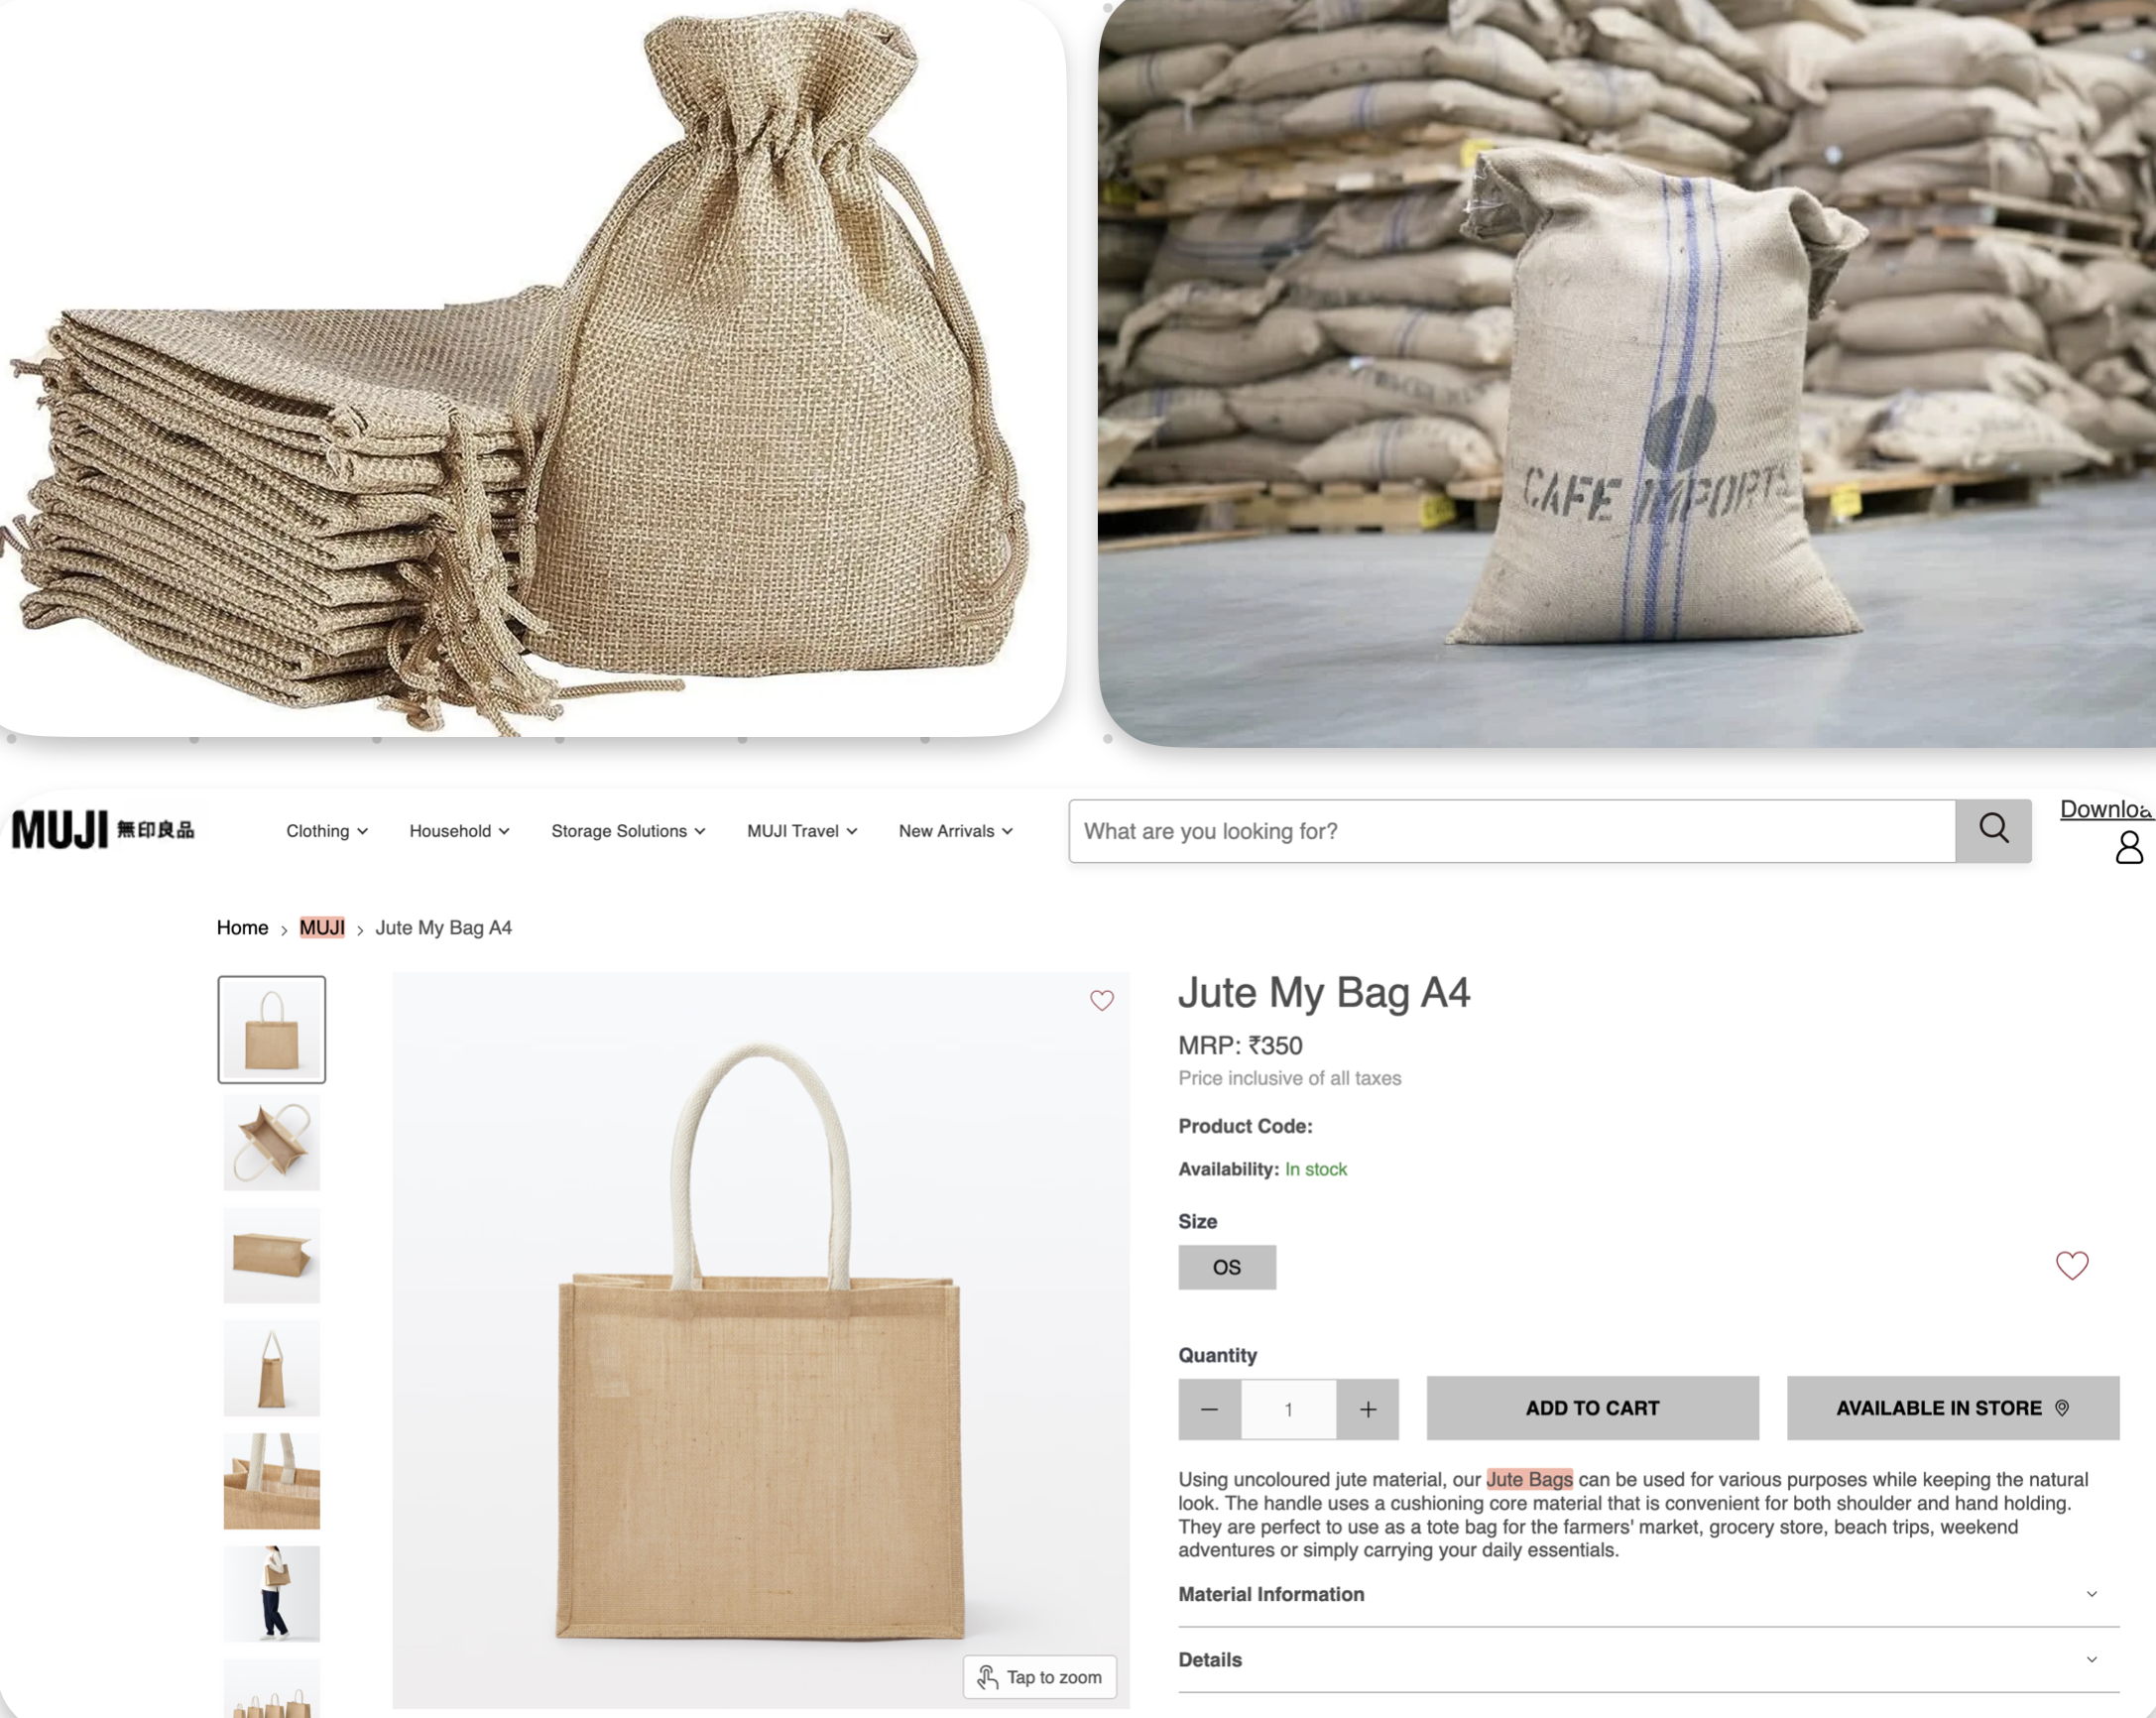 CAFE IMPORTS
MUJI 無印良品
Clothing
Household
Storage Solutions
MUJI Travel
New Arrivals
What are you looking for?
Home > MUJI > Jute My Bag A4
Jute My Bag A4
MRP: ₹350
Price inclusive of all taxes
Product Code:
Availability: In stock
Size
OS
Quantity
− 1 +
ADD TO CART
AVAILABLE IN STORE
Using uncoloured jute material, our Jute Bags can be used for various purposes while keeping the natural
look. The handle uses a cushioning core material that is convenient for both shoulder and hand holding.
They are perfect to use as a tote bag for the farmers' market, grocery store, beach trips, weekend
adventures or simply carrying your daily essentials.
Material Information
Details
Tap to zoom